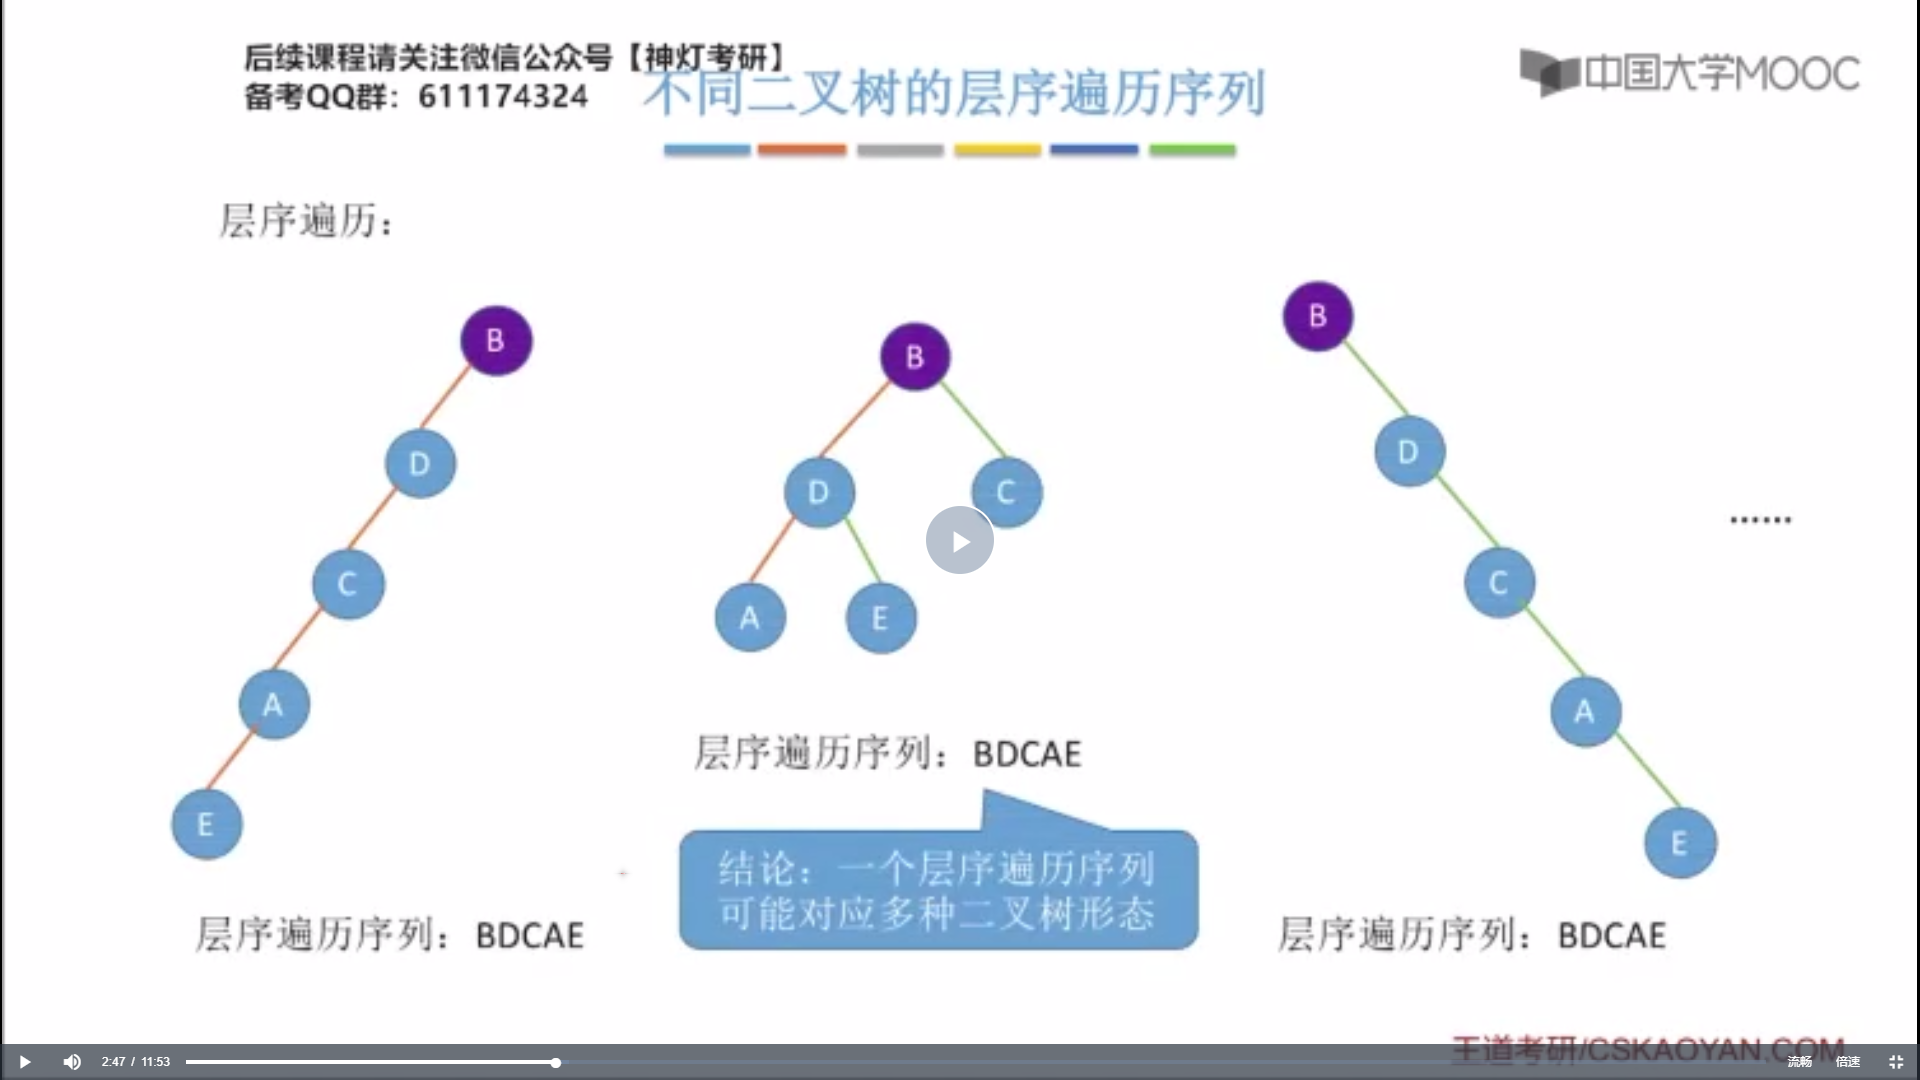 后续课程请关注微信公众号【神灯考研】
备考QQ群：611174324
不同二叉树的层序遍历序列
中国大学MOOC
层序遍历：
B
D
C
A
E
层序遍历序列：BDCAE
B
D
C
A
E
层序遍历序列：BDCAE
结论：一个层序遍历序列
可能对应多种二叉树形态
B
D
C
A
E
层序遍历序列：BDCAE
......
王道考研/CSKAOYAN.COM
2:47 / 11:53
流畅
倍速